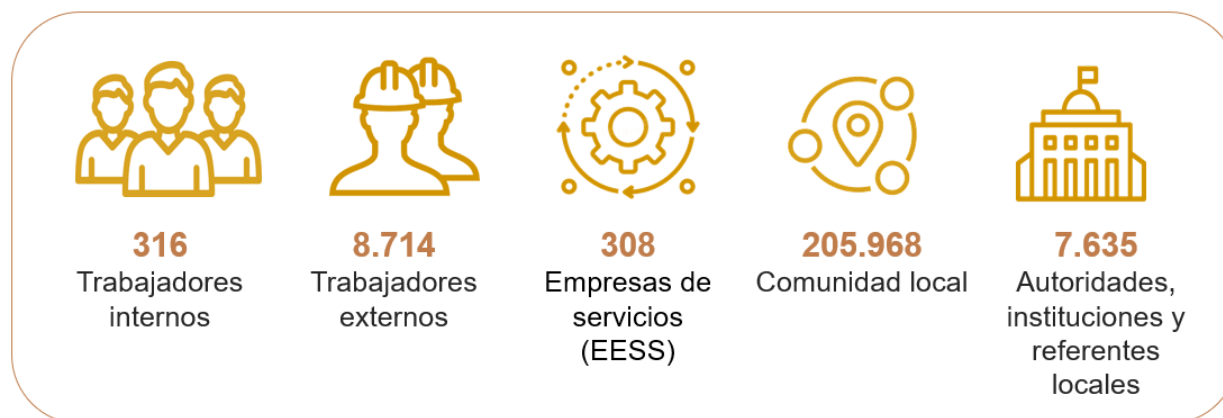 316
Trabajadores
internos
8.714
Trabajadores
externos
308
Empresas de
servicios
(EESS)
205.968
Comunidad local
7.635
Autoridades,
instituciones y
referentes
locales